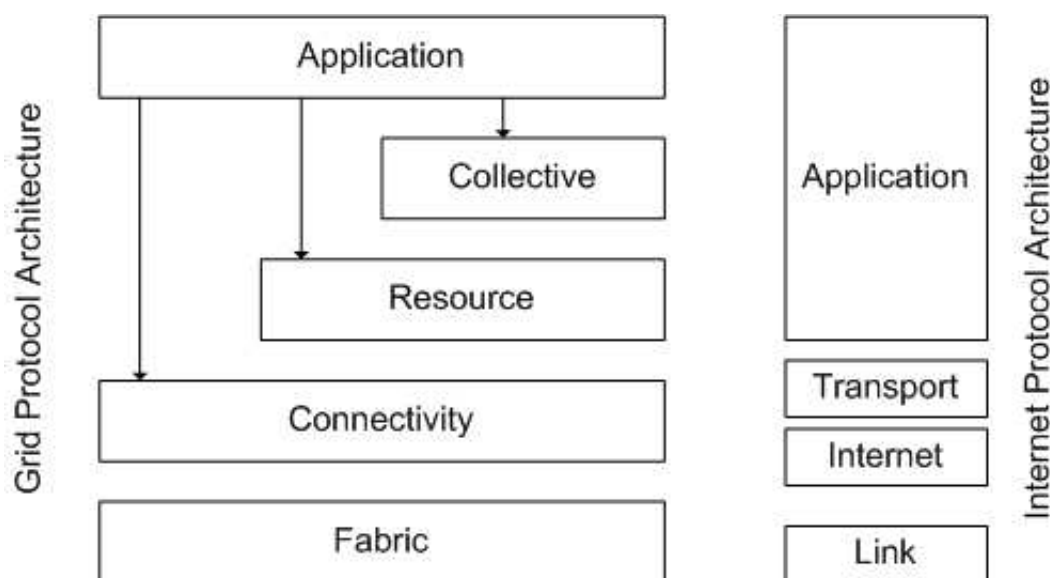 Grid Protocol Architecture
Application
Collective
Resource
Connectivity
Fabric
Application
Transport
Internet
Link
Internet Protocol Architecture